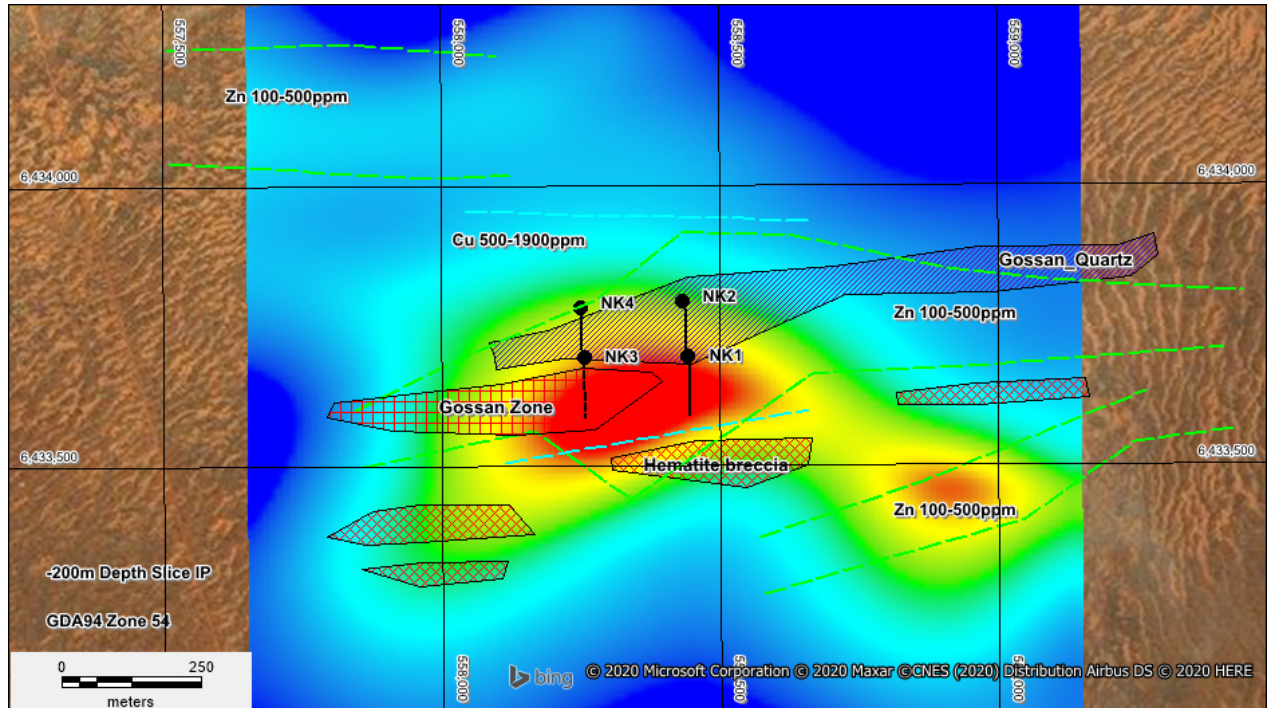 557,500
558,000
558,500
559,000
Zn 100-500ppm
6,434,000
6,434,000
Cu 500-1900ppm
Gossan_Quartz
NK4
NK2
Zn 100-500ppm
NK3
NK1
Gossan Zone
6,433,500
6,433,500
Hematite breccia
Zn 100-500ppm
-200m Depth Slice IP
GDA94 Zone 54
0 250
meters
558,000
bing
© 2020 Microsoft Corporation © 2020 Maxar ©CNES (2020) Distribution Airbus DS © 2020 HERE